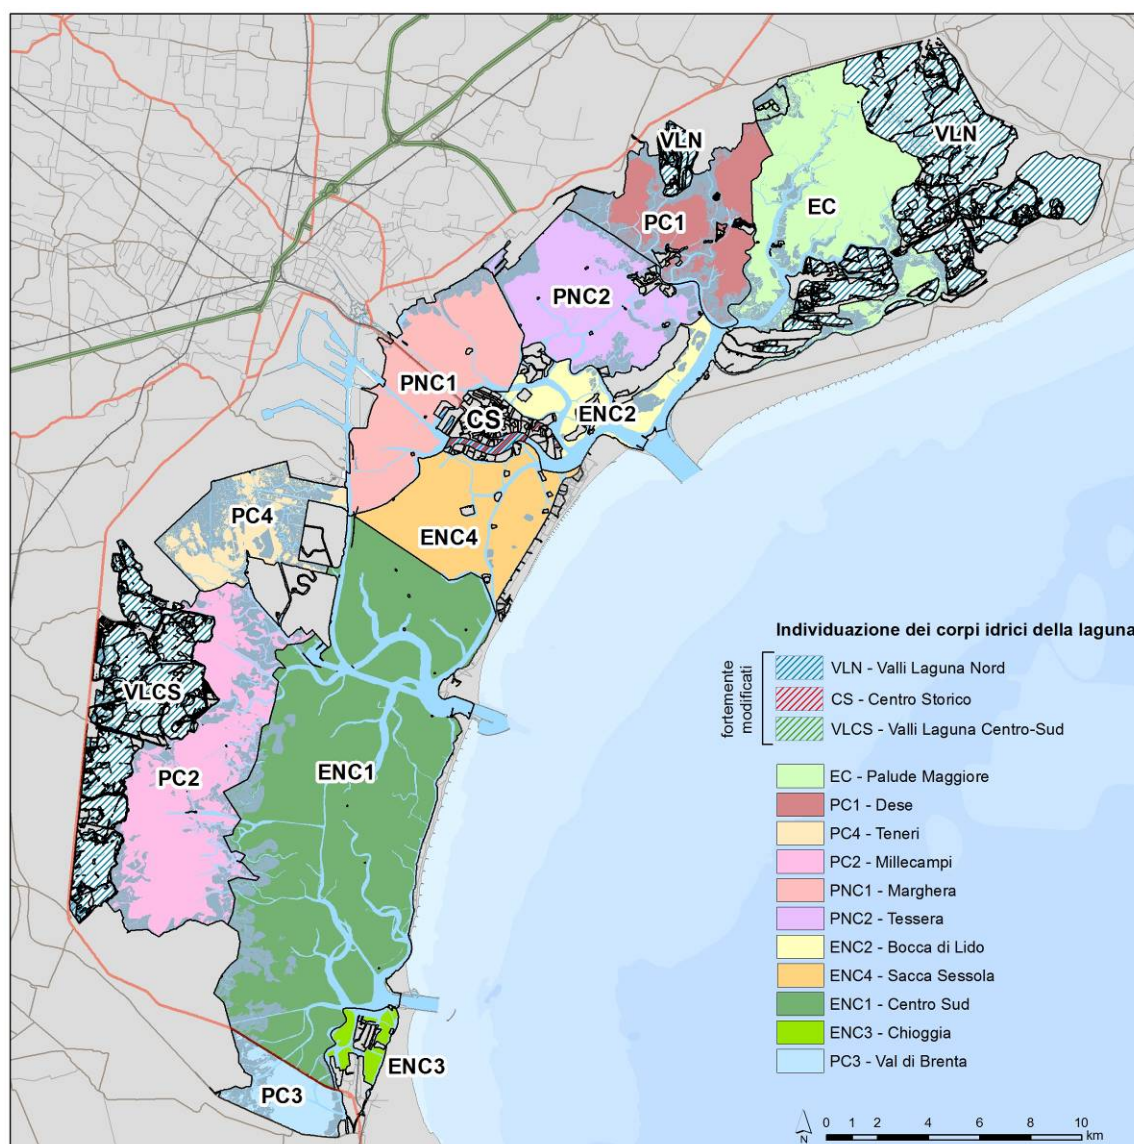 VLN
VLN
EC
PC1
PNC2
PNC1
CS
ENC2
PC4
ENC4
VLCS
PC2
ENC1
ENC3
PC3
Individuazione dei corpi idrici della laguna
fortemente
modificati
VLN - Valli Laguna Nord
CS - Centro Storico
VLCS - Valli Laguna Centro-Sud
EC - Palude Maggiore
PC1 - Dese
PC4 - Teneri
PC2 - Millecampi
PNC1 - Marghera
PNC2 - Tessera
ENC2 - Bocca di Lido
ENC4 - Sacca Sessola
ENC1 - Centro Sud
ENC3 - Chioggia
PC3 - Val di Brenta
N
0 1 2 4 6 8 10
km